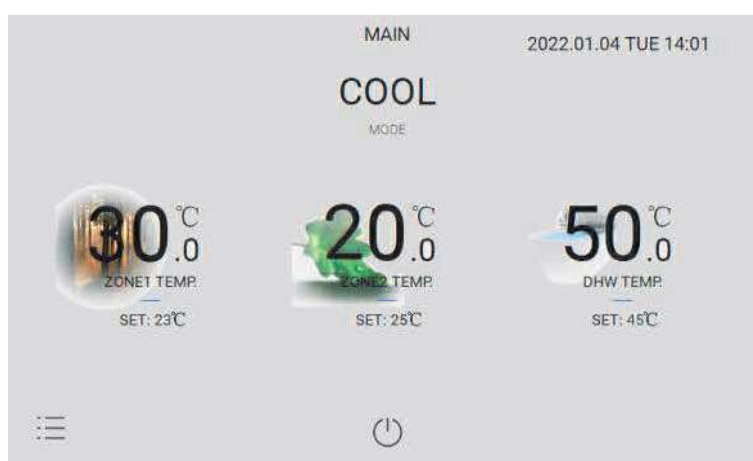 MAIN
2022.01.04 TUE 14:01
COOL
MODE
30.0℃
20.0℃
50.0℃
ZONE1 TEMP.
ZONE2 TEMP.
DHW TEMP.
SET: 23℃
SET: 25℃
SET: 45℃